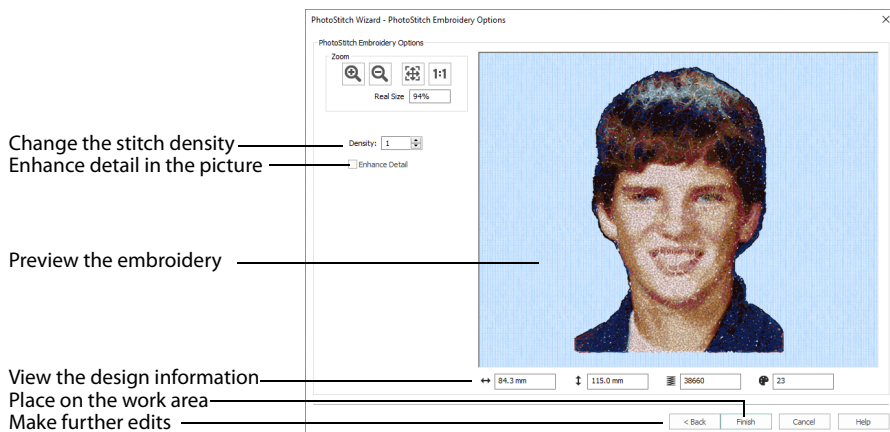 PhotoStitch Wizard - PhotoStitch Embroidery Options
PhotoStitch Embroidery Options
Zoom
1:1
Real Size 94%
Change the stitch density
Density: 1
Enhance detail in the picture
Enhance Detail
Preview the embroidery
View the design information
84.3 mm 115.0 mm 38660 23
Place on the work area
Make further edits
< Back Finish Cancel Help